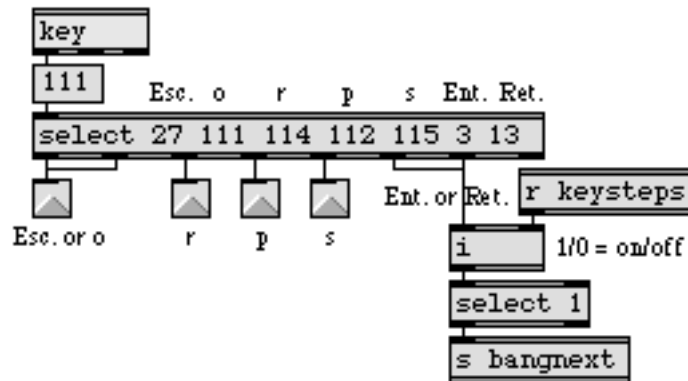 key
111
Esc. o r p s Ent. Ret.
select 27 111 114 112 115 3 13
Ent. or Ret.
r keysteps
Esc. or o r p s
i
1/0 = on/off
select 1
s bangnext